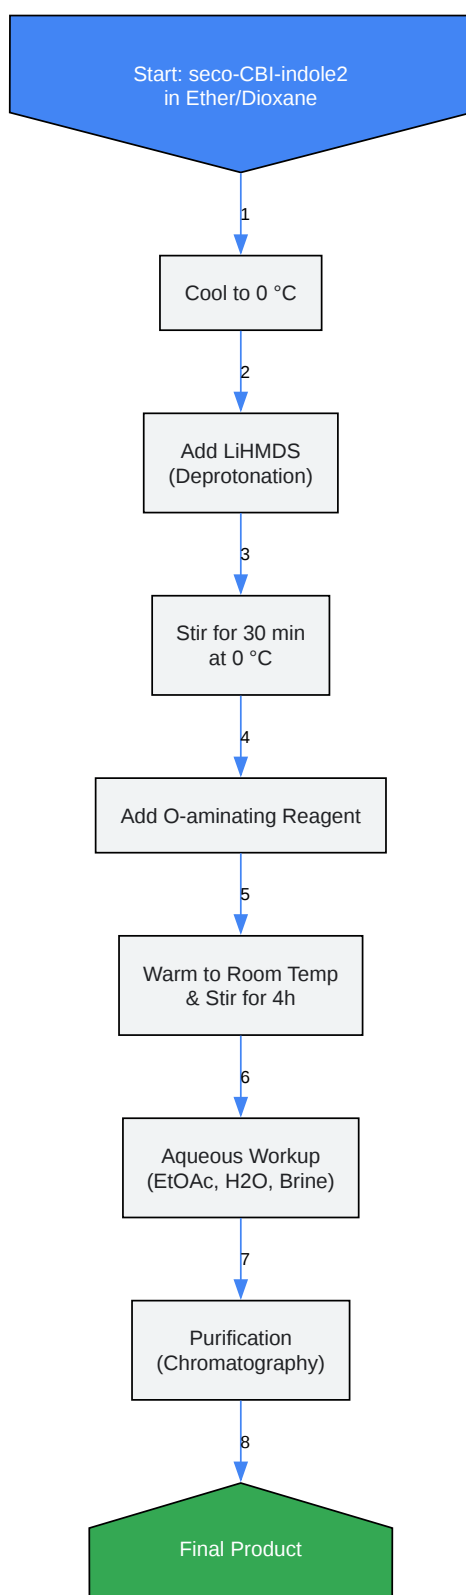 Start: seco-CBI-indole2
in Ether/Dioxane
1
Cool to 0 °C
2
Add LiHMDS
(Deprotonation)
3
Stir for 30 min
at 0 °C
4
Add O-aminating Reagent
5
Warm to Room Temp
& Stir for 4h
6
Aqueous Workup
(EtOAc, H2O, Brine)
7
Purification
(Chromatography)
8
Final Product